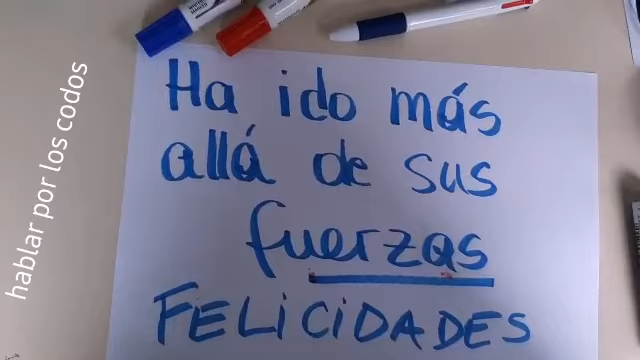 hablar por los codos
Ha ido más
allá de sus
fuerzas
FELiCiDADES